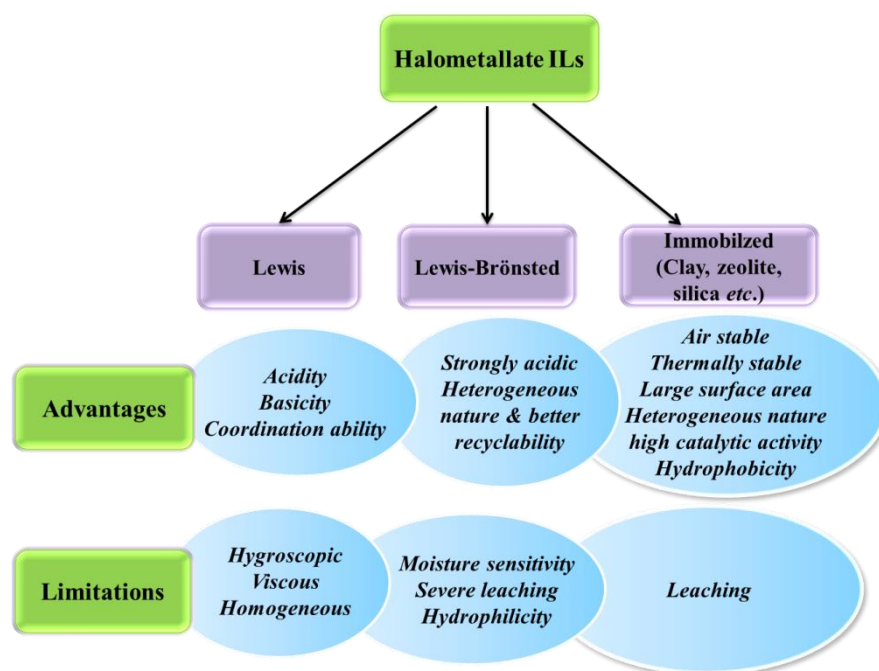 Halometallate ILs
Lewis
Lewis-Brönsted
Immobilzed
(Clay, zeolite,
silica etc.)
Advantages
Acidity
Basicity
Coordination ability
Strongly acidic
Heterogeneous
nature & better
recyclability
Air stable
Thermally stable
Large surface area
Heterogeneous nature
high catalytic activity
Hydrophobicity
Limitations
Hygroscopic
Viscous
Homogeneous
Moisture sensitivity
Severe leaching
Hydrophilicity
Leaching